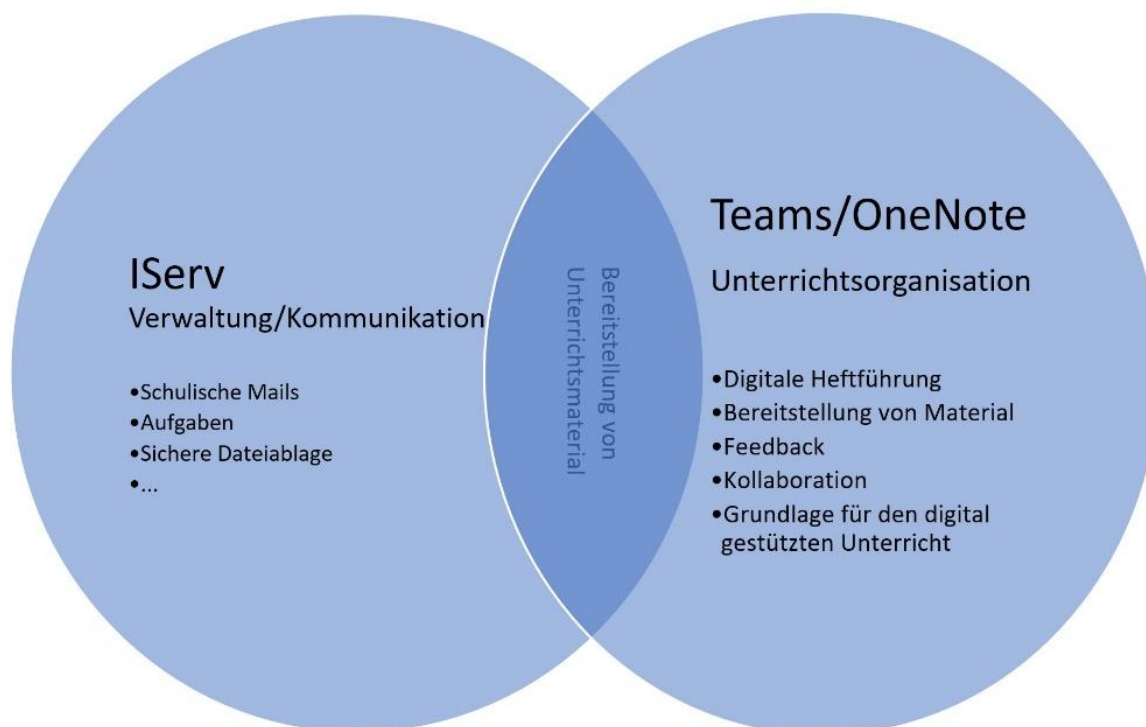 IServ
Verwaltung/Kommunikation
•Schulische Mails
•Aufgaben
•Sichere Dateiablage
•...
Bereitstellung von
Unterrichtsmaterial
Teams/OneNote
Unterrichtsorganisation
•Digitale Heftführung
•Bereitstellung von Material
•Feedback
•Kollaboration
•Grundlage für den digital
gestützten Unterricht